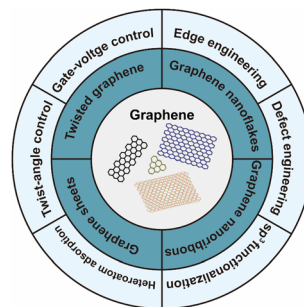 Gate-voltge control
Edge engineering
Defect engineering
sp³ functionalization
Heteroatom adsorption
Twist-angle control
Twisted graphene
Graphene nanoflakes
Graphene nanoribbons
Graphene sheets
Graphene